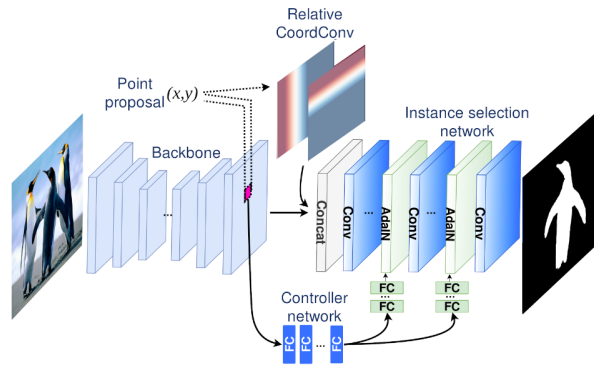 Relative
CoordConv
Point
proposal
(x,y)
Instance selection
network
Backbone
...
Concat
Conv
...
AdaIN
Conv
...
AdaIN
Conv
FC
...
FC
FC
...
FC
Controller
network
FC
FC
...
FC